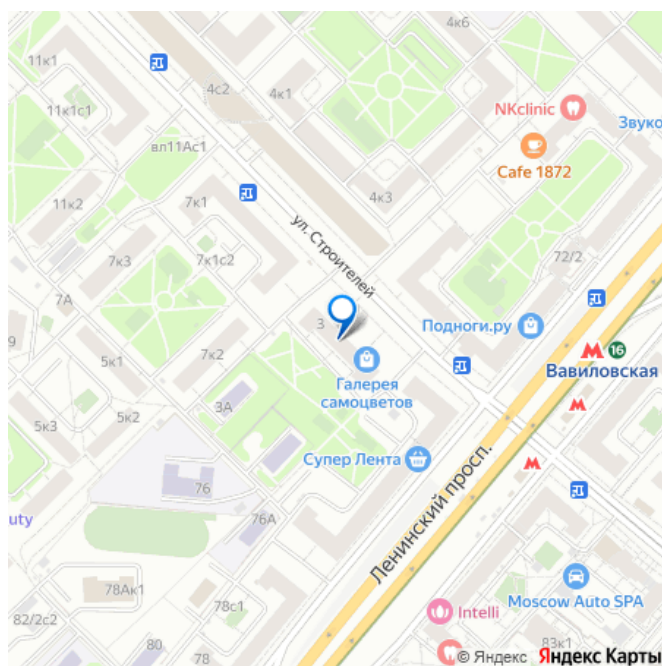 4к6
11к1
4с2
4к1
NKclinic
11к1с1
Звуко
вл11Ас1
Cafe 1872
4к3
11к2
7к1
ул. Строителей
7к3
7к1с2
72/2
7А
3
Подноги.ру
16
Вавиловская
9
5к1
7к2
Галерея
самоцветов
3А
5к2
5к3
Супер Лента
76
Ленинский просп.
76А
uty
78Ак1
Moscow Auto SPA
78с1
Intelli
82/2с2
80
78
83к1
© Яндекс Яндекс Карты